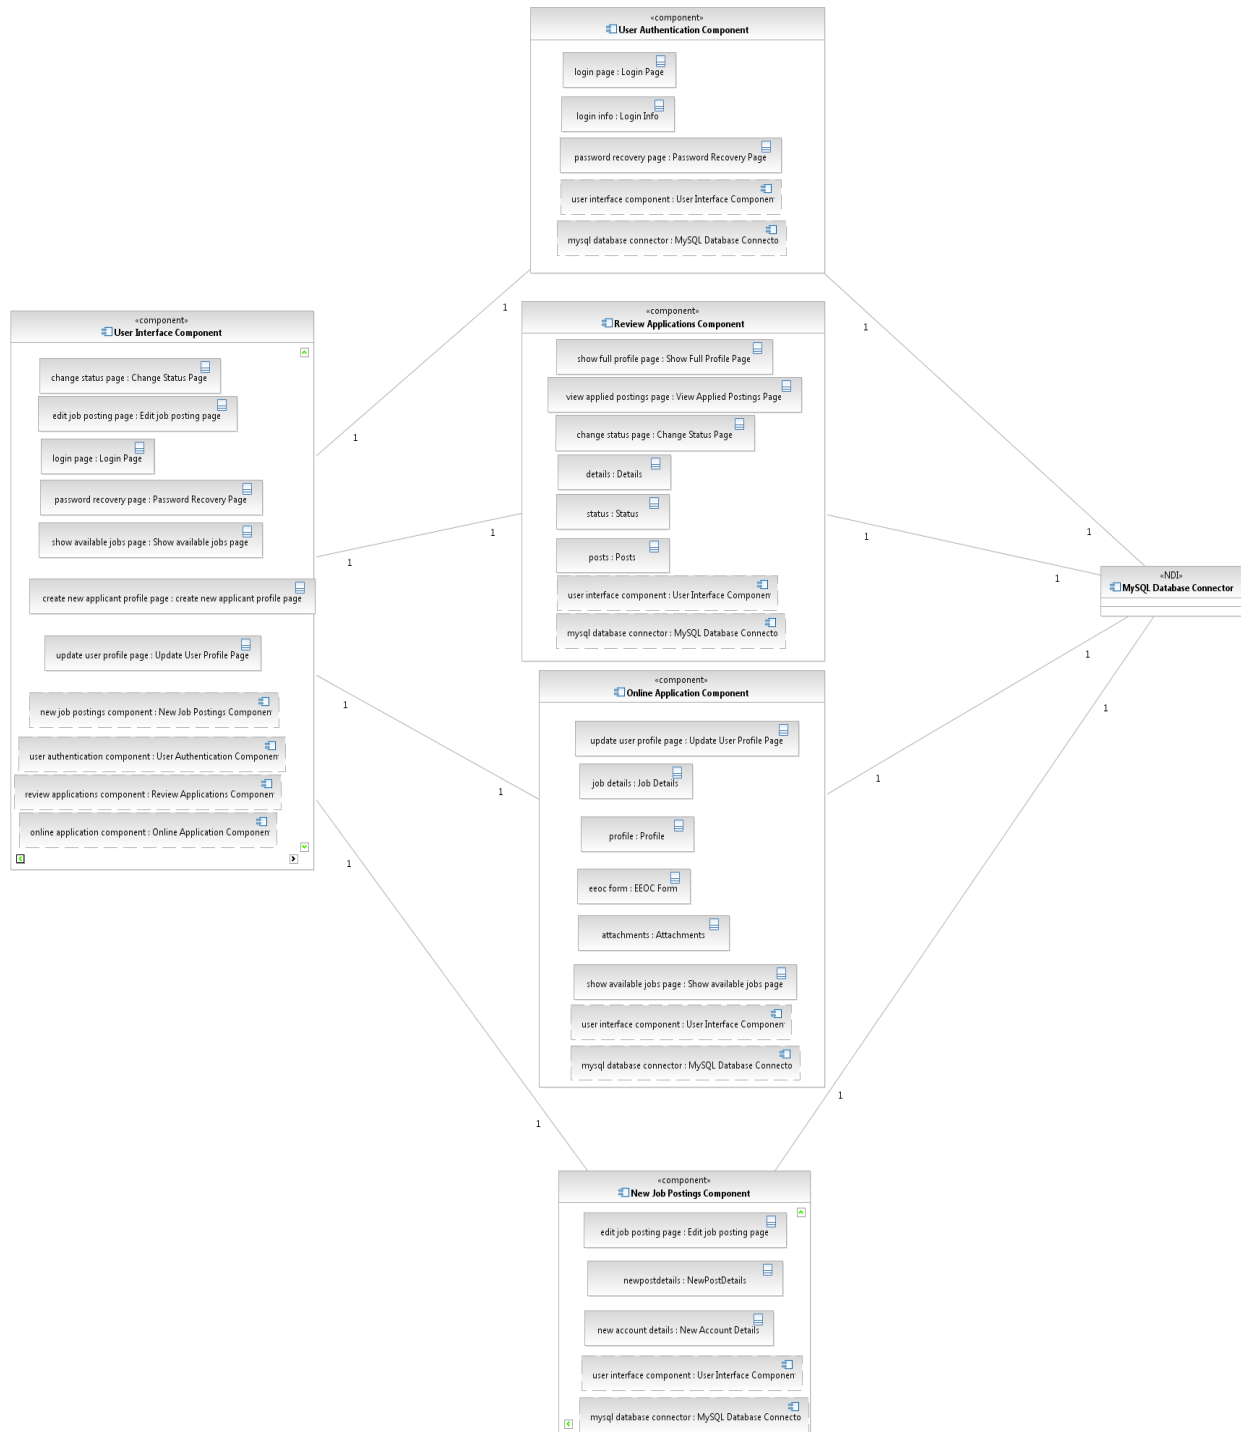 «component»
User Authentication Component
login page : Login Page
login info : Login Info
password recovery page : Password Recovery Page
user interface component : User Interface Componen
mysql database connector : MySQL Database Connecto
1
1
«component»
User Interface Component
change status page : Change Status Page
edit job posting page : Edit job posting page
login page : Login Page
password recovery page : Password Recovery Page
show available jobs page : Show available jobs page
create new applicant profile page : create new applicant profile page
update user profile page : Update User Profile Page
new job postings component : New Job Postings Componen
user authentication component : User Authentication Componen
review applications component : Review Applications Componen
online application component : Online Application Componen
1
1
1
1
«component»
Review Applications Component
show full profile page : Show Full Profile Page
view applied postings page : View Applied Postings Page
change status page : Change Status Page
details : Details
status : Status
posts : Posts
user interface component : User Interface Componen
mysql database connector : MySQL Database Connecto
1
1
1
1
«NDI»
MySQL Database Connector
1
1
«component»
Online Application Component
update user profile page : Update User Profile Page
job details : Job Details
profile : Profile
eeoc form : EEOC Form
attachments : Attachments
show available jobs page : Show available jobs page
user interface component : User Interface Componen
mysql database connector : MySQL Database Connecto
1
1
1
1
«component»
New Job Postings Component
edit job posting page : Edit job posting page
newpostdetails : NewPostDetails
new account details : New Account Details
user interface component : User Interface Componen
mysql database connector : MySQL Database Connecto